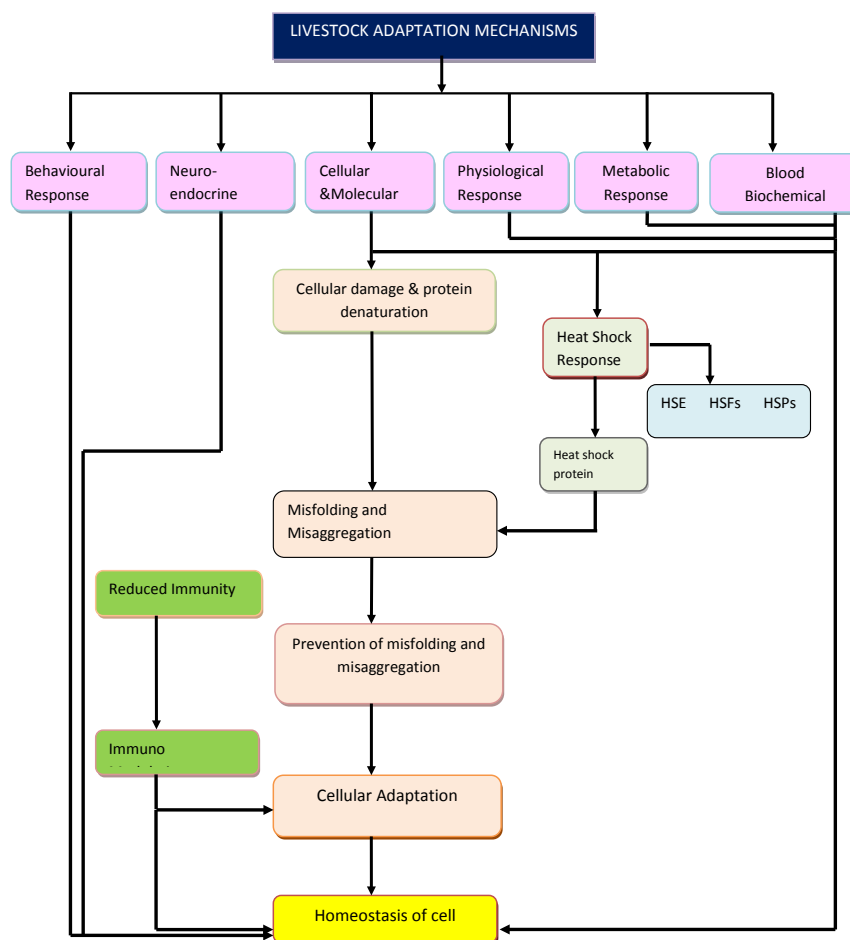 LIVESTOCK ADAPTATION MECHANISMS
Behavioural
Response
Neuro-
endocrine
Cellular
&Molecular
Physiological
Response
Metabolic
Response
Blood
Biochemical
Cellular damage & protein
denaturation
Heat Shock
Response
HSE HSFs HSPs
Heat shock
protein
Misfolding and
Misaggregation
Reduced Immunity
Prevention of misfolding and
misaggregation
Immuno
Cellular Adaptation
Homeostasis of cell